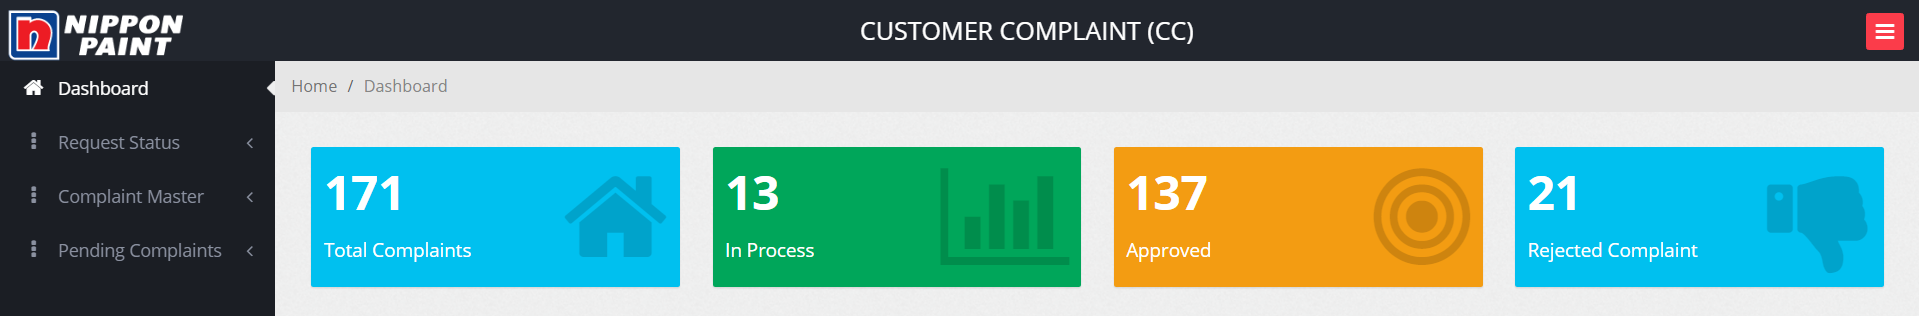 NIPPON
PAINT
CUSTOMER COMPLAINT (CC)
Dashboard
Request Status
Complaint Master
Pending Complaints
Home / Dashboard
171
Total Complaints
13
In Process
137
Approved
21
Rejected Complaint